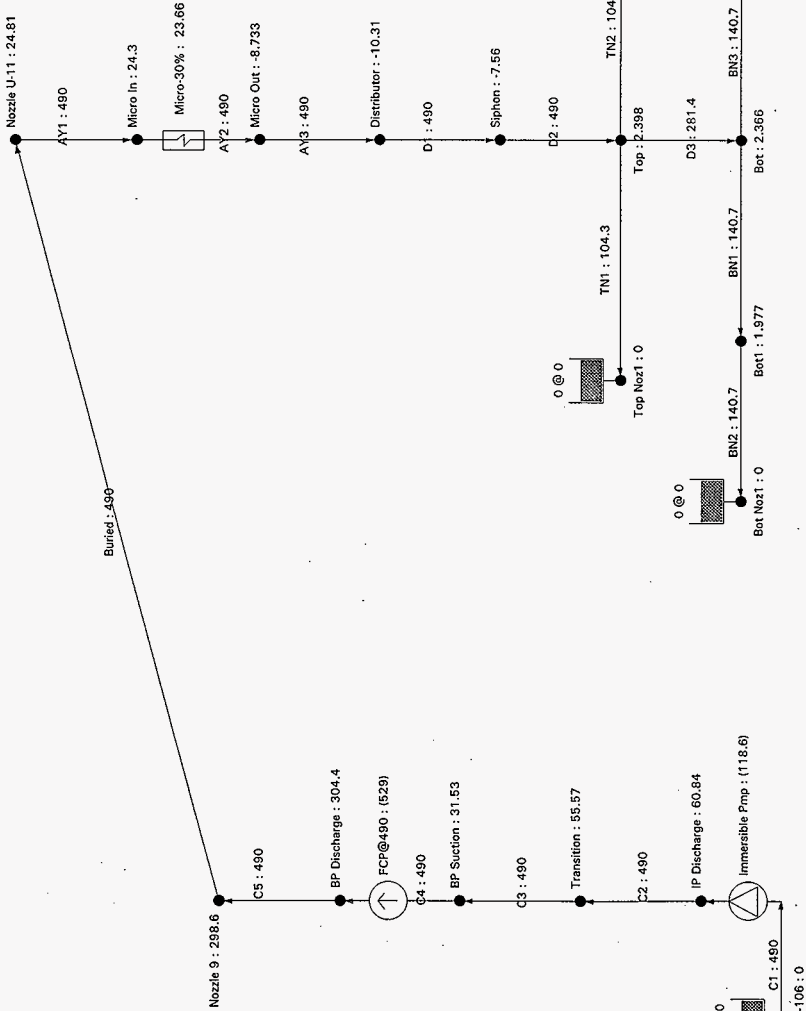 Nozzle U-11 : 24.81
AY1 : 490
Micro In : 24.3
Micro-30% : 23.66
AY2 : 490
Micro Out : -8.733
AY3 : 490
Distributor : -10.31
D1 : 490
Siphon : -7.56
D2 : 490
TN2 : 104
Top : 2.398
D3 : 281.4
BN3 : 140.7
Bot : 2.366
TN1 : 104.3
BN1 : 140.7
0 @ 0
Top Noz1 : 0
Bot1 : 1.977
BN2 : 140.7
0 @ 0
Bot Noz1 : 0
Buried : 490
Nozzle 9 : 298.6
C5 : 490
BP Discharge : 304.4
FCP@490 : (529)
C4 : 490
BP Suction : 31.53
C3 : 490
Transition : 55.57
C2 : 490
IP Discharge : 60.84
Immersible Pmp : (118.6)
C1 : 490
0
-106 : 0